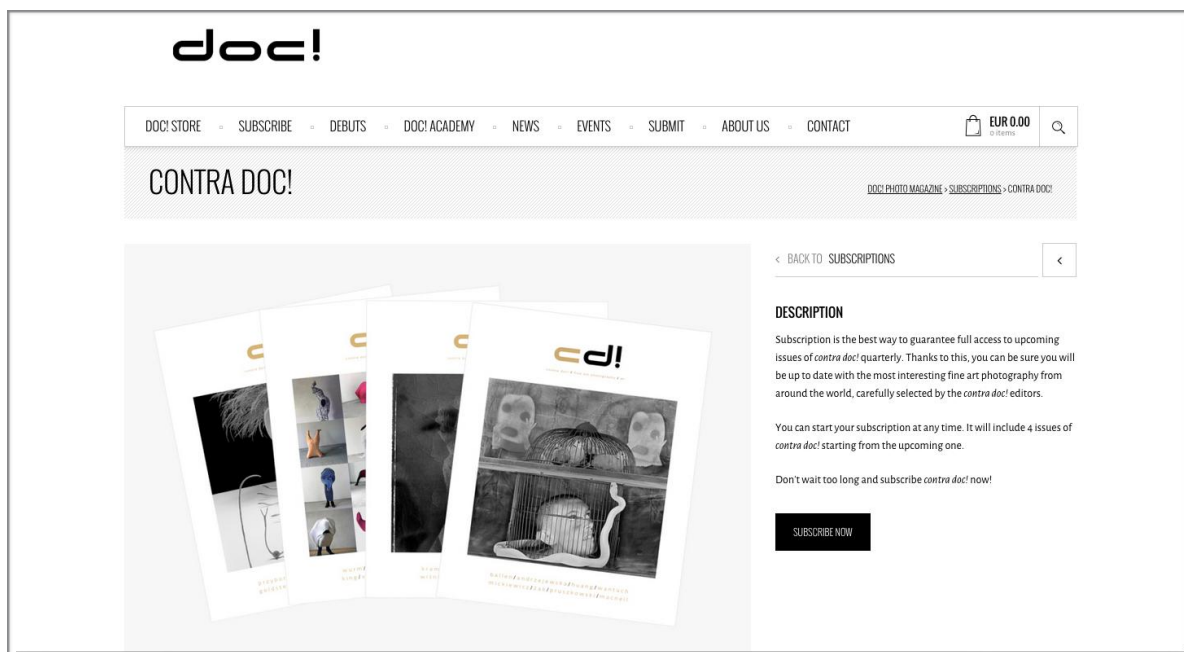 doc!
DOC! STORE SUBSCRIBE DEBUTS DOC! ACADEMY NEWS EVENTS SUBMIT ABOUT US CONTACT
EUR 0.00
0 items
CONTRA DOC!
DOC! PHOTO MAGAZINE > SUBSCRIPTIONS > CONTRA DOC!
< BACK TO SUBSCRIPTIONS
<
DESCRIPTION
Subscription is the best way to guarantee full access to upcoming
issues of contra doc! quarterly. Thanks to this, you can be sure you will
be up to date with the most interesting fine art photography from
around the world, carefully selected by the contra doc! editors.
You can start your subscription at any time. It will include 4 issues of
contra doc! starting from the upcoming one.
Don't wait too long and subscribe contra doc! now!
SUBSCRIBE NOW
c
c
c
cd!